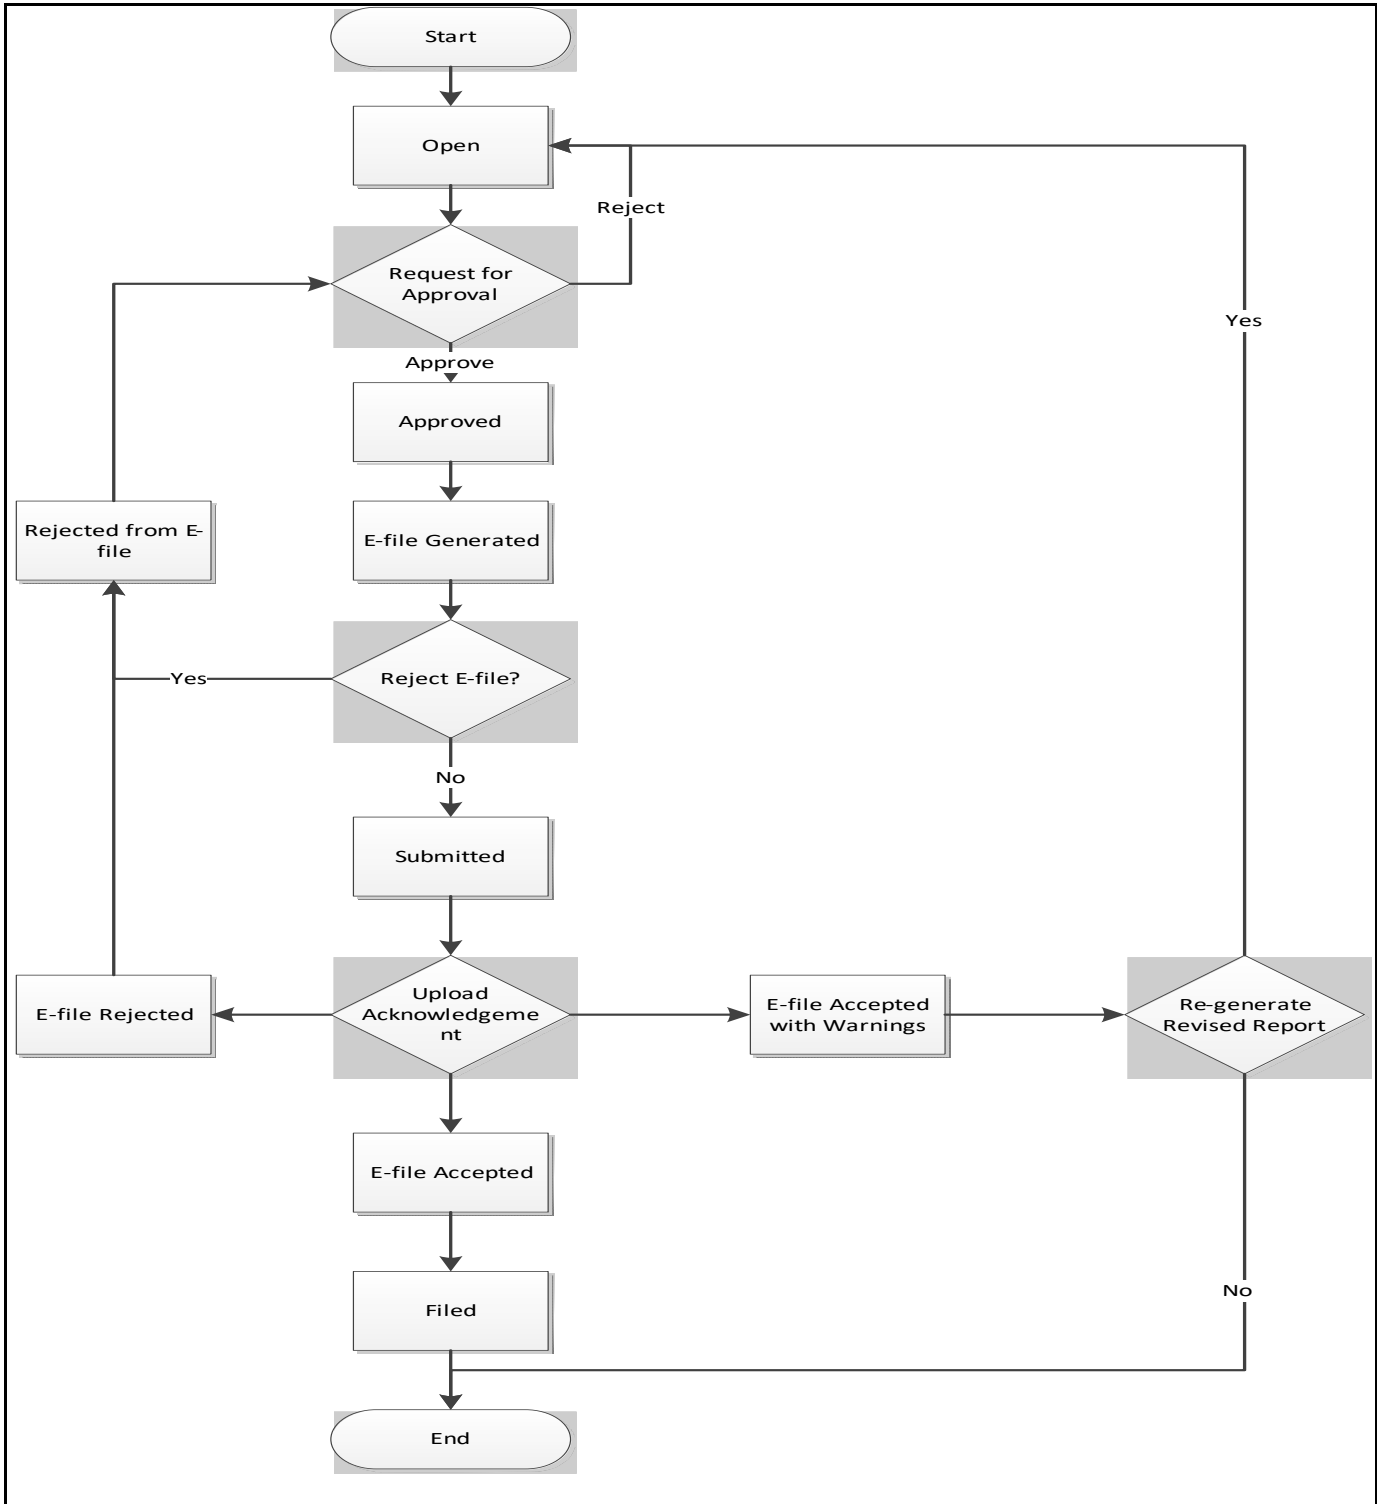 Start
Open
Reject
Request for
Approval
Yes
Approve
Approved
Rejected from E-
file
E-file Generated
Yes
Reject E-file?
No
Submitted
E-file Rejected
Upload
Acknowledgeme
nt
E-file Accepted
with Warnings
Re-generate
Revised Report
E-file Accepted
Filed
No
End